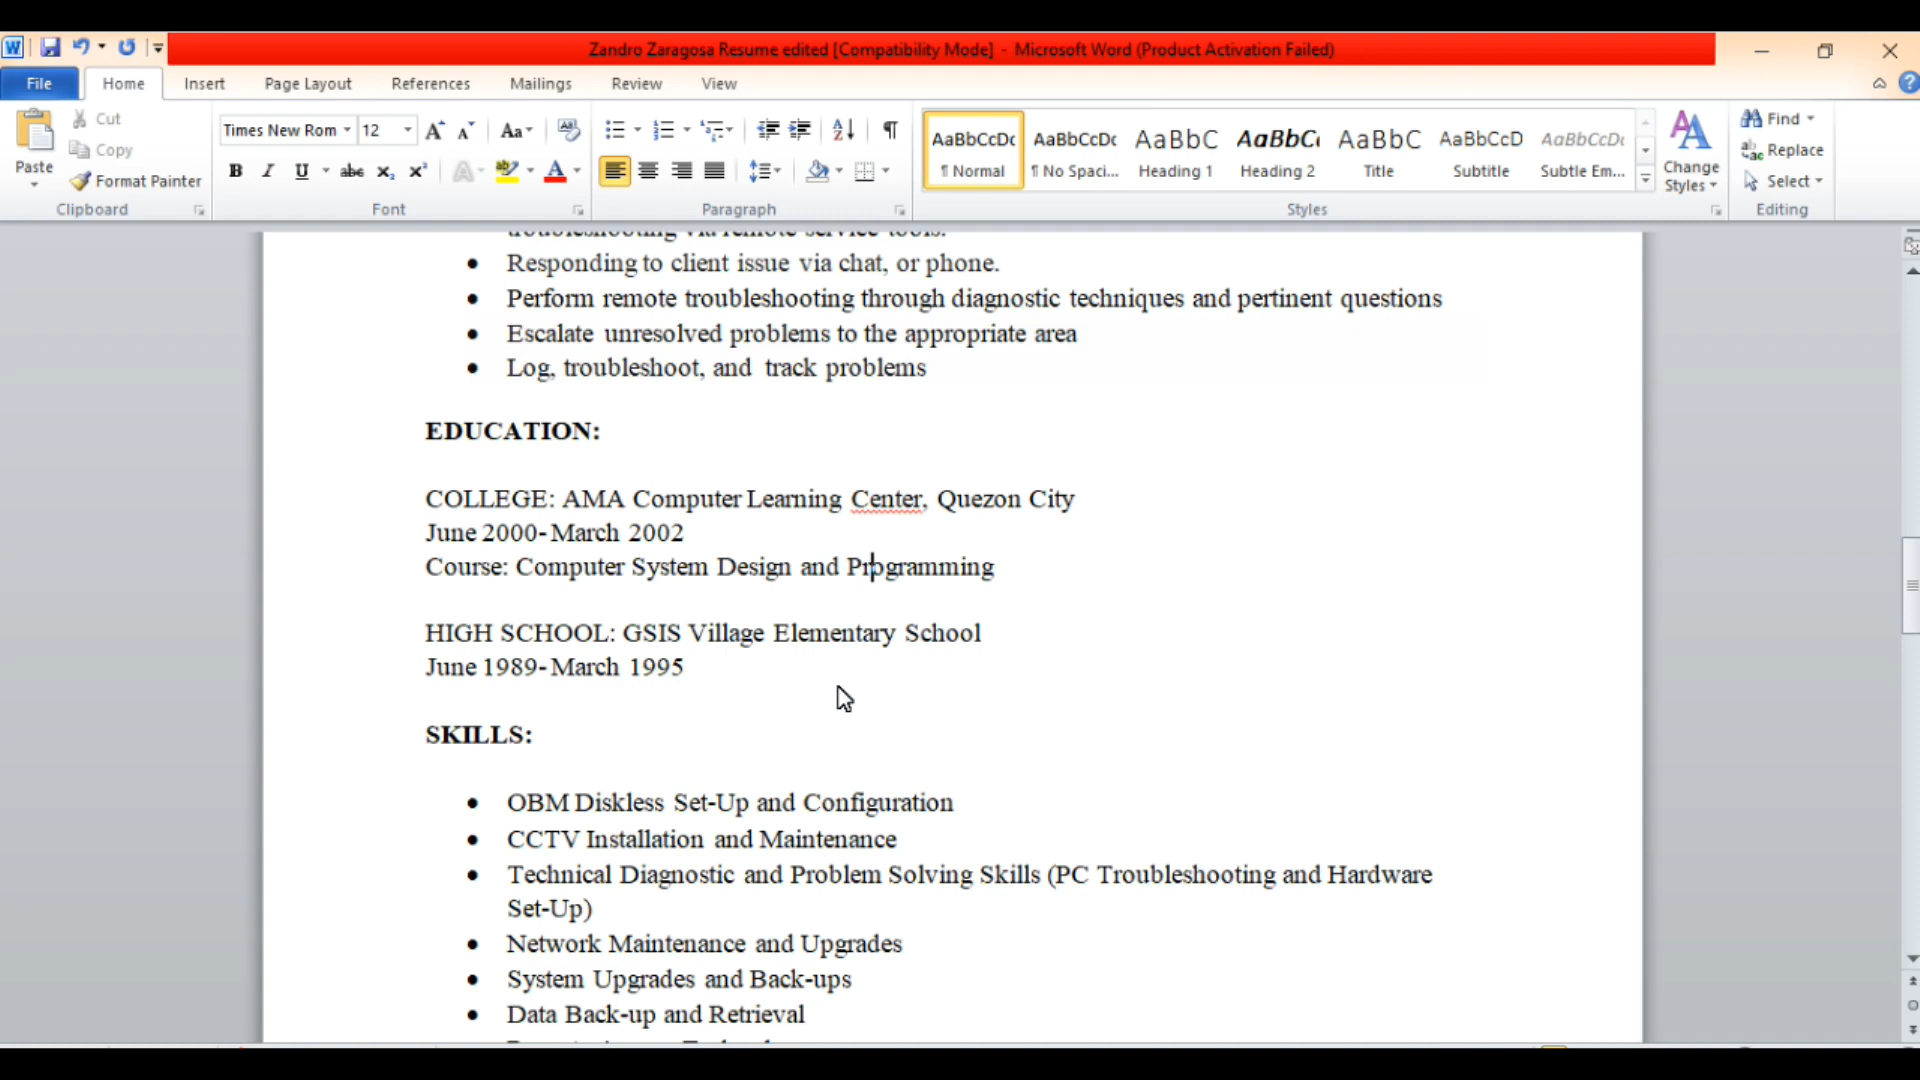 Zandro Zaragosa Resume edited [Compatibility Mode] - Microsoft Word (Product Activation Failed)
File Home Insert Page Layout References Mailings Review View
Paste
Cut
Copy
Format Painter
Clipboard
Times New Rom 12
Font
Paragraph
AaBbCcDc AaBbCcDc AaBbC AaBbCc AaBbC AaBbCcD AaBbCcDc
¶ Normal ¶ No Spaci... Heading 1 Heading 2 Title Subtitle Subtle Em...
Styles
Change Styles
Find
Replace
Select
Editing
troubleshooting via remote service tools.
• Responding to client issue via chat, or phone.
• Perform remote troubleshooting through diagnostic techniques and pertinent questions
• Escalate unresolved problems to the appropriate area
• Log, troubleshoot, and track problems
EDUCATION:
COLLEGE: AMA Computer Learning Center, Quezon City
June 2000- March 2002
Course: Computer System Design and Programming
HIGH SCHOOL: GSIS Village Elementary School
June 1989- March 1995
SKILLS:
• OBM Diskless Set-Up and Configuration
• CCTV Installation and Maintenance
• Technical Diagnostic and Problem Solving Skills (PC Troubleshooting and Hardware
Set-Up)
• Network Maintenance and Upgrades
• System Upgrades and Back-ups
• Data Back-up and Retrieval